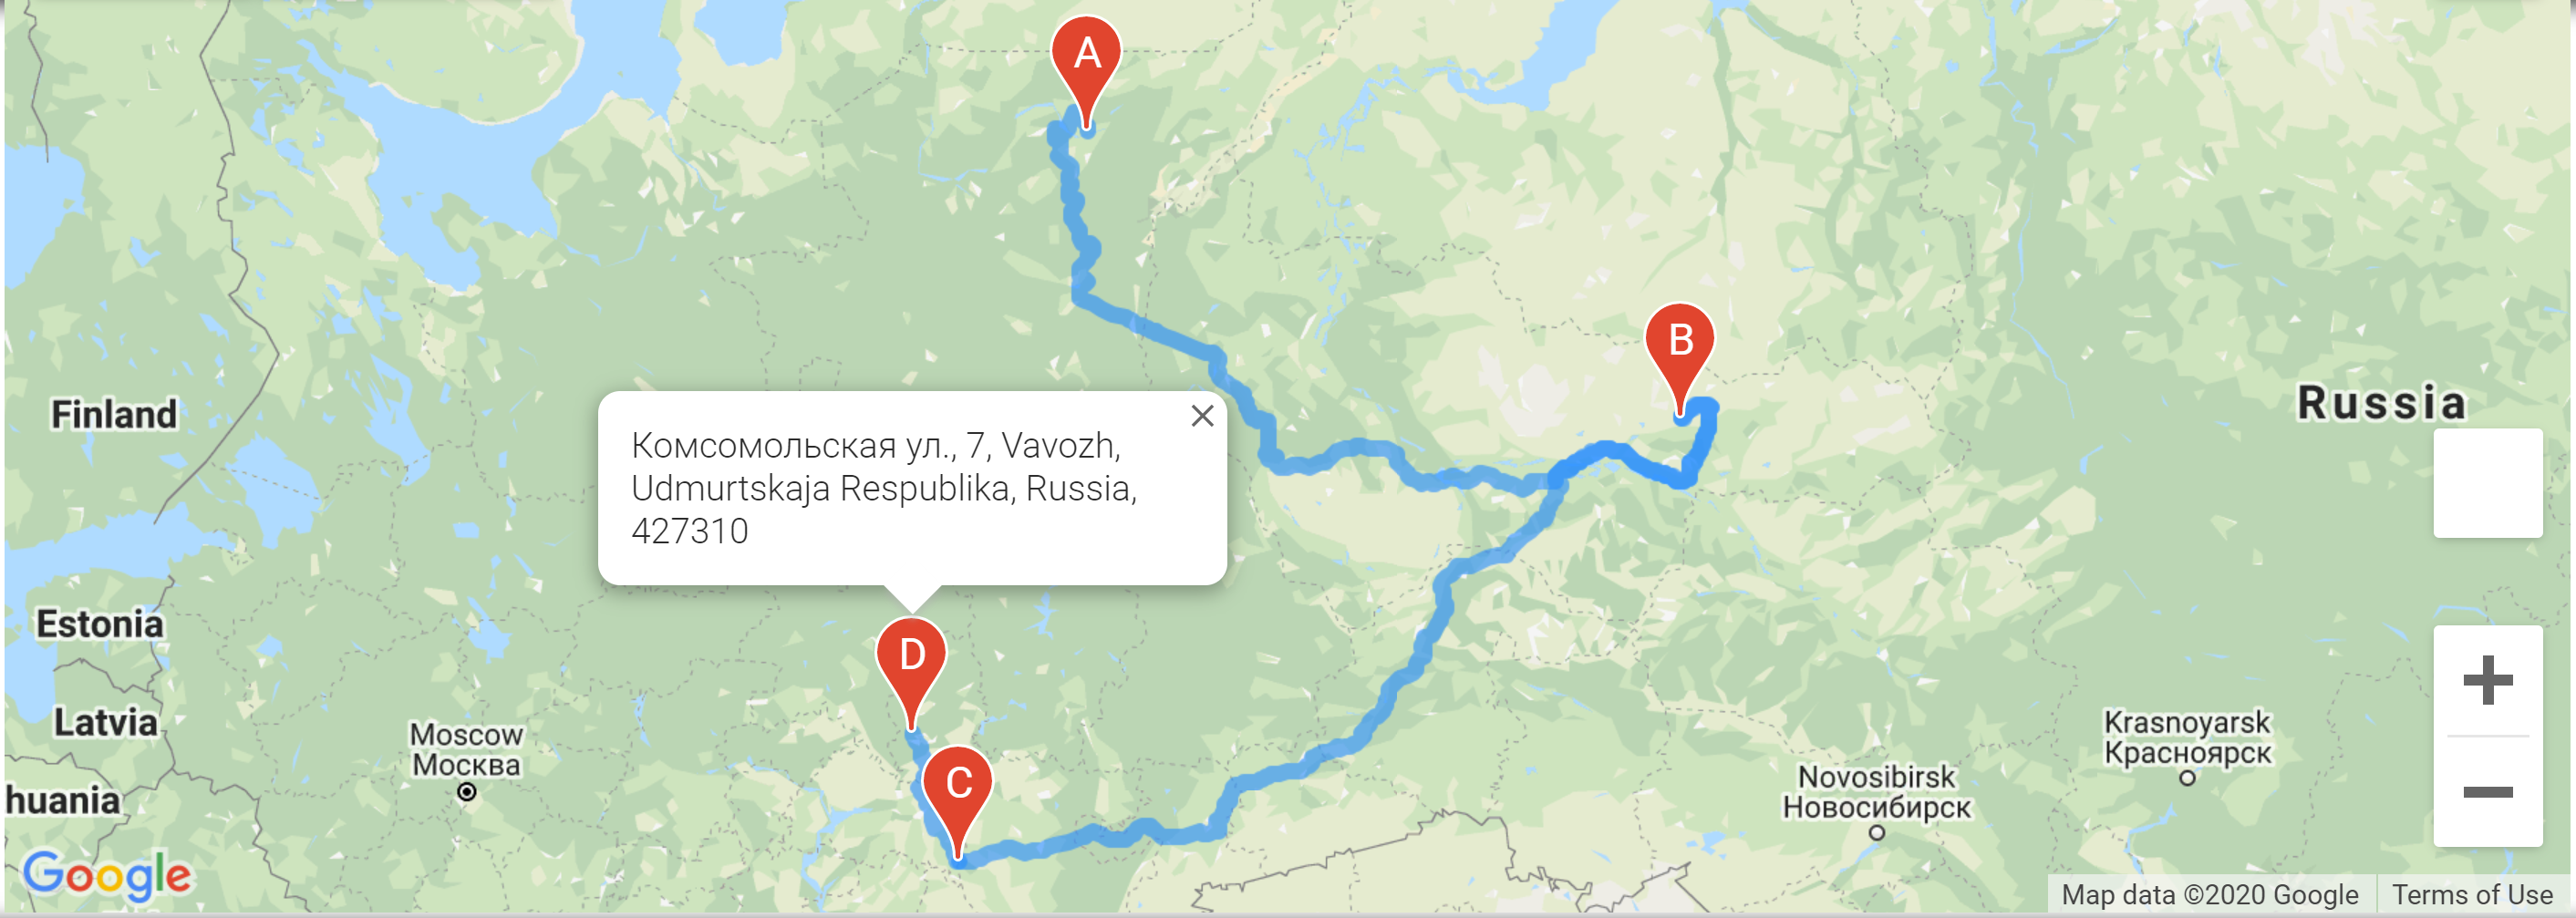 A
B
Finland
Russia
Комсомольская ул., 7, Vavozh,
Udmurtskaja Respublika, Russia,
427310
Estonia
D
Latvia
Moscow
Москва
C
Krasnoyarsk
Красноярск
Novosibirsk
Новосибирск
huania
Google
Map data ©2020 Google
Terms of Use